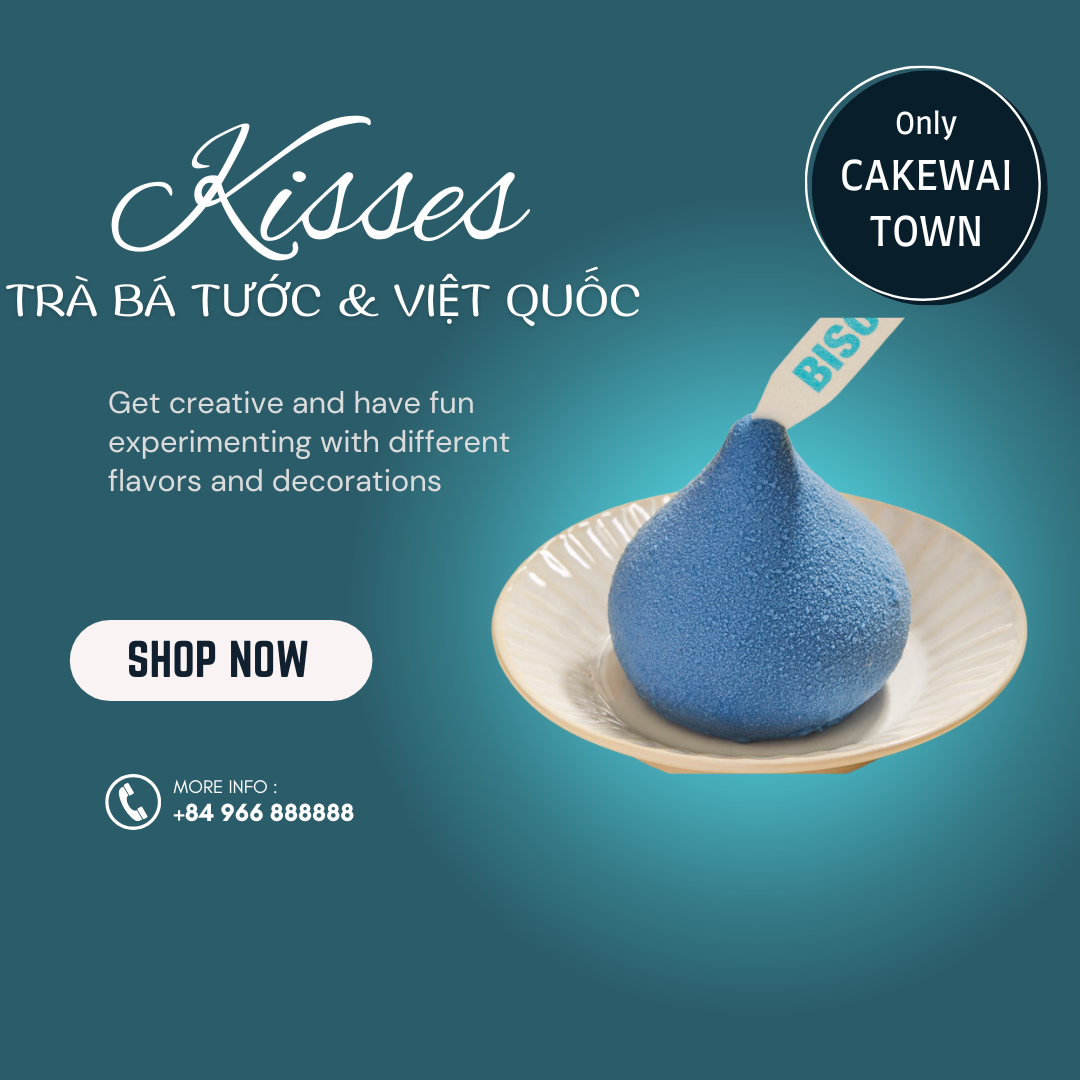 Kisses
TRÀ BÁ TƯỚC & VIỆT QUỐC
Only
CAKEWAI
TOWN
Get creative and have fun
experimenting with different
flavors and decorations
SHOP NOW
MORE INFO :
+84 966 888888